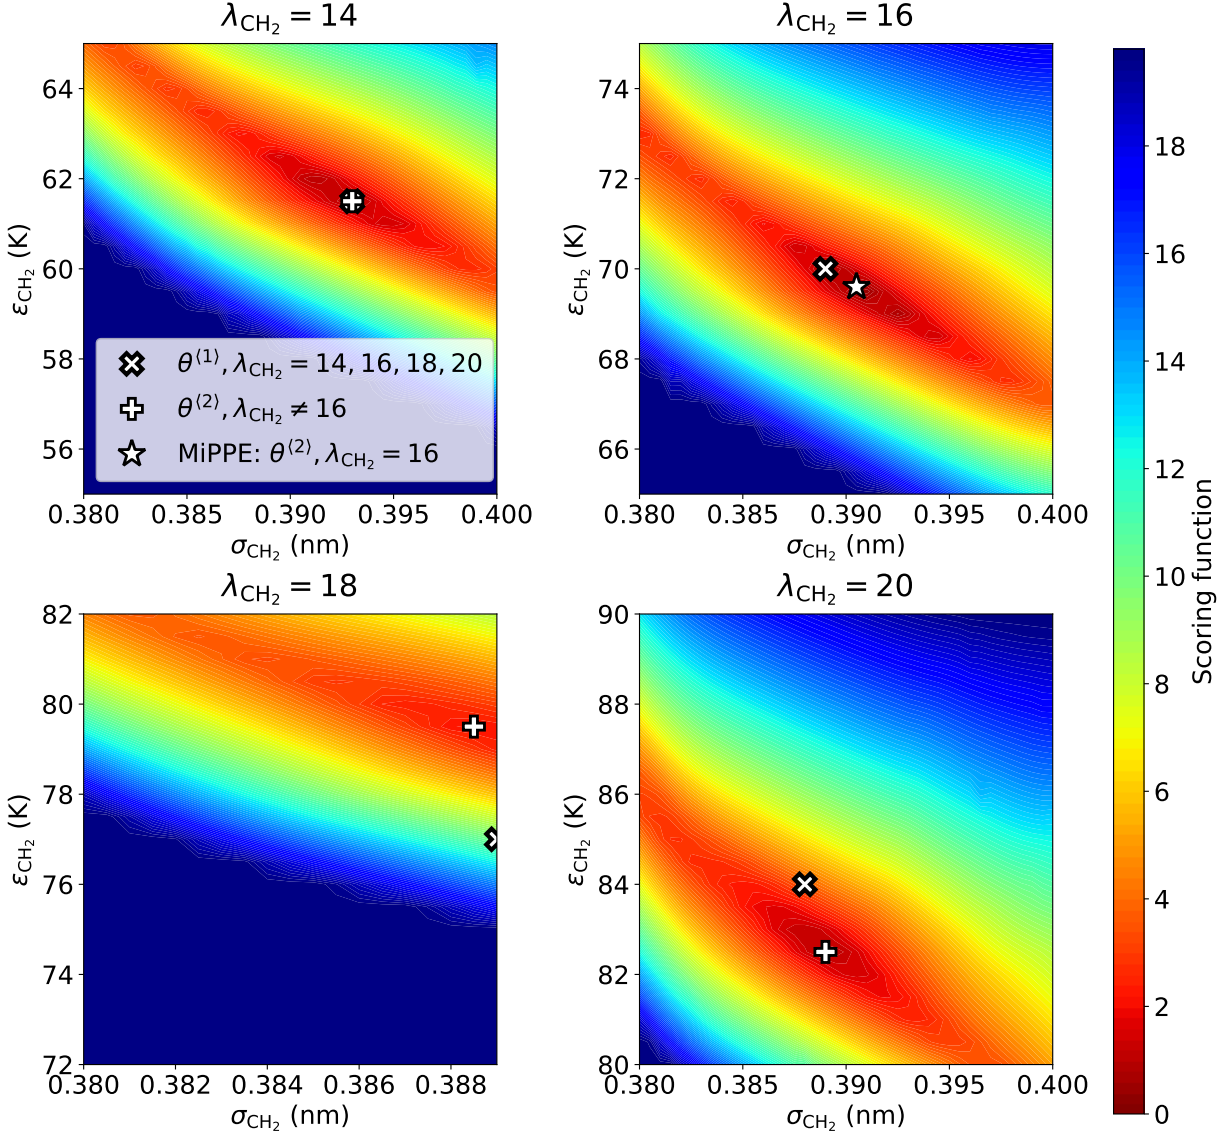 λCH2 = 14
64
62
60
58
56
εCH2 (K)
0.380 0.385 0.390 0.395 0.400
σCH2 (nm)
θ⟨1⟩, λCH2 = 14, 16, 18, 20
θ⟨2⟩, λCH2 ≠ 16
MiPPE: θ⟨2⟩, λCH2 = 16
λCH2 = 16
74
72
70
68
66
εCH2 (K)
0.380 0.385 0.390 0.395 0.400
σCH2 (nm)
λCH2 = 18
82
80
78
76
74
72
εCH2 (K)
0.380 0.382 0.384 0.386 0.388
σCH2 (nm)
λCH2 = 20
90
88
86
84
82
80
εCH2 (K)
0.380 0.385 0.390 0.395 0.400
σCH2 (nm)
18
16
14
12
10
8
6
4
2
0
Scoring function